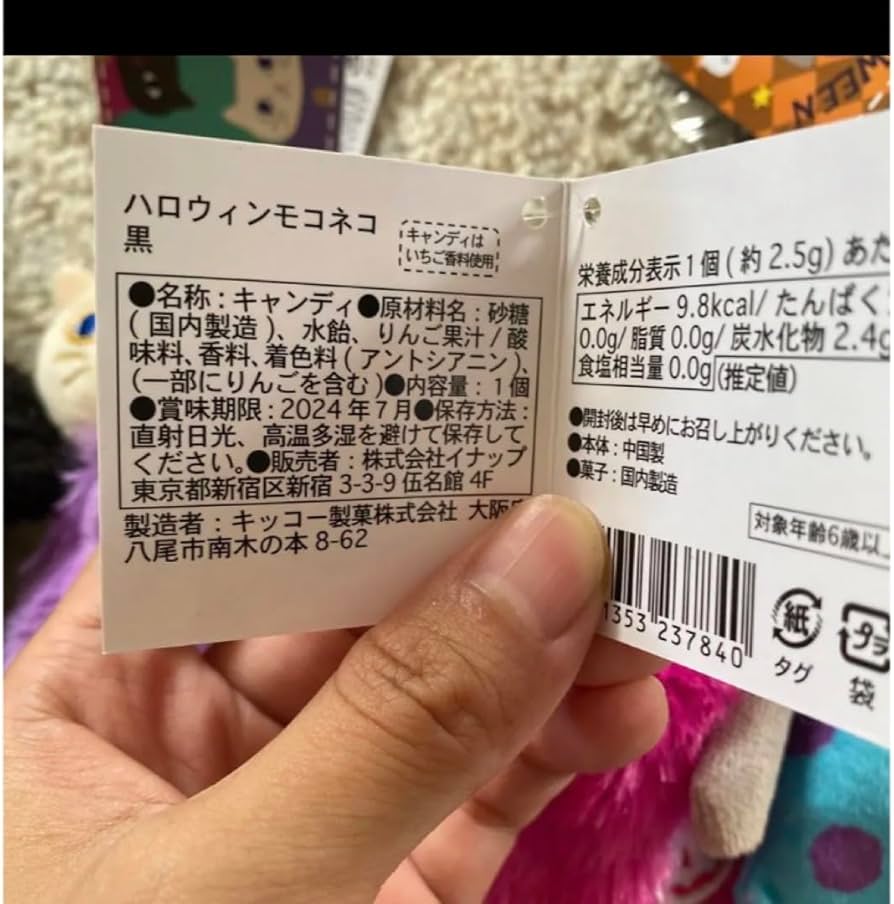 WEEN
ハロウィンモコネコ
黒
キャンディは
いちご香料使用
●名称：キャンディ●原材料名：砂糖
(国内製造)、水飴、りんご果汁/酸
味料、香料、着色料(アントシアニン)、
(一部にりんごを含む)●内容量：1個
●賞味期限：2024年7月●保存方法：
直射日光、高温多湿を避けて保存して
ください。●販売者：株式会社イナップ
東京都新宿区新宿3-3-9 伍名館4F
製造者：キッコー製菓株式会社 大阪
八尾市南木の本8-62
栄養成分表示1個(約2.5g)あた
エネルギー9.8kcal/たんぱく
0.0g/脂質0.0g/炭水化物2.4g
食塩相当量0.0g(推定値)
●開封後は早めにお召し上がりください。
●本体：中国製
●菓子：国内製造
対象年齢6歳以
1353 237840
紙
タグ
プラ
袋